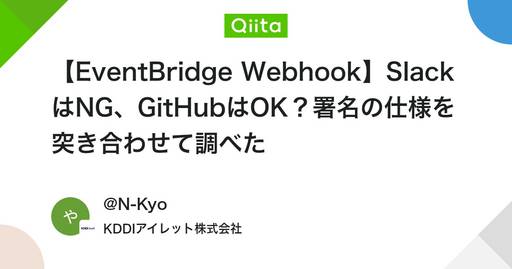 Qiita
【EventBridge Webhook】Slack
はNG、GitHubはOK？署名の仕様を
突き合わせて調べた
や
@N-Kyo
KDDIアイレット株式会社